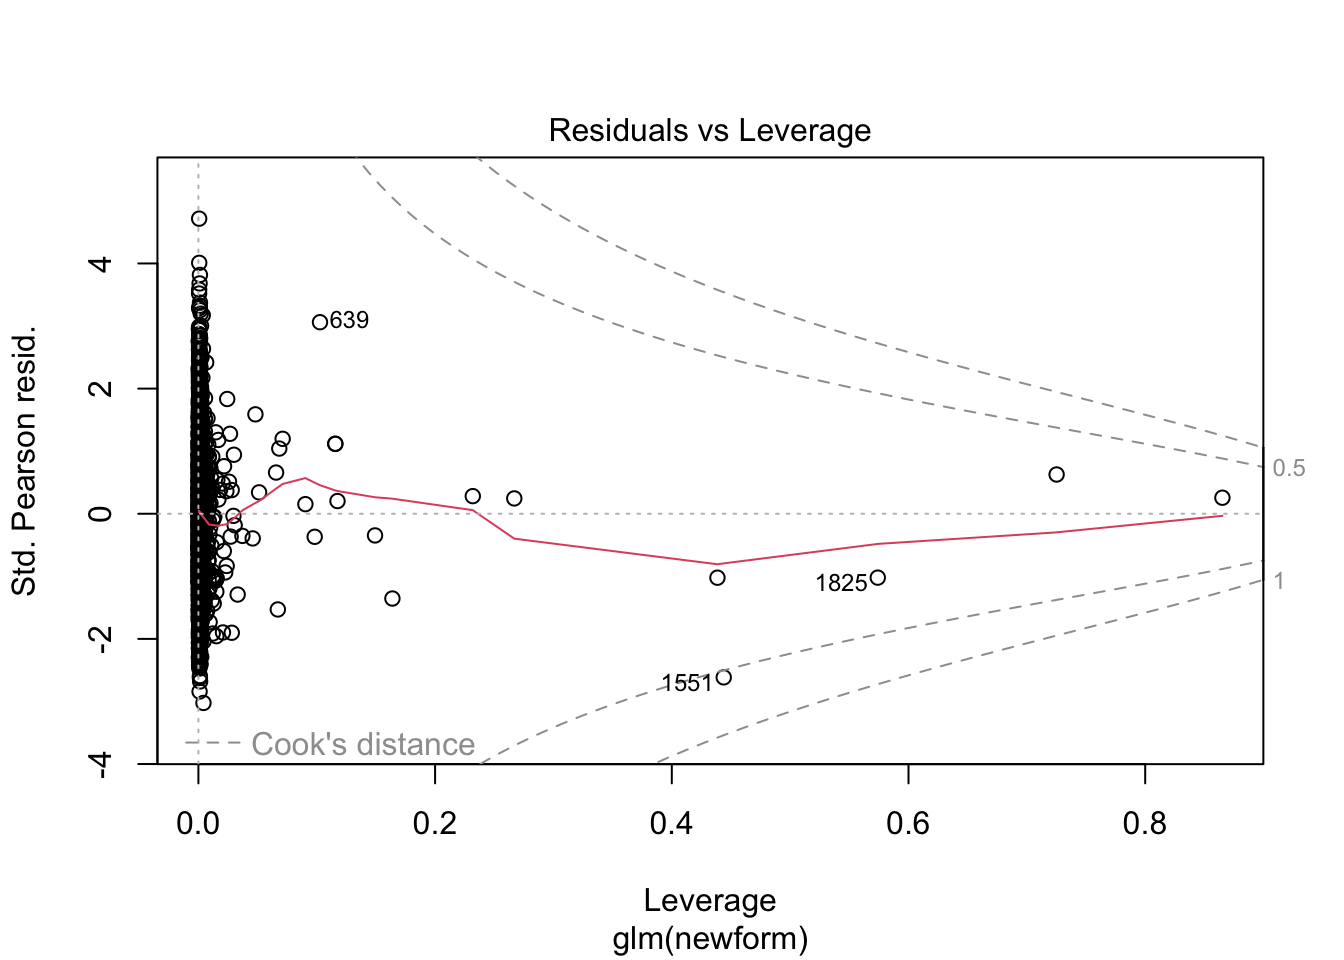 Residuals vs Leverage
Std. Pearson resid.
4
2
0
-2
-4
639
0.5
1825
1
1551
Cook's distance
0.0 0.2 0.4 0.6 0.8
Leverage
glm(newform)